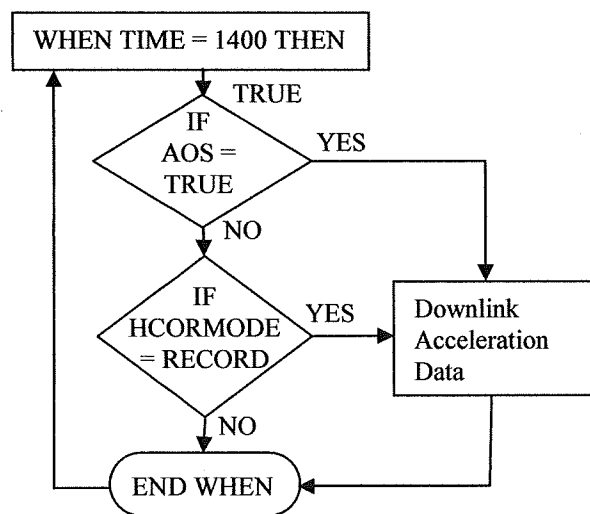 WHEN TIME = 1400 THEN
TRUE
IF
AOS =
TRUE
YES
NO
IF
HCORMODE
= RECORD
YES
Downlink
Acceleration
Data
NO
END WHEN